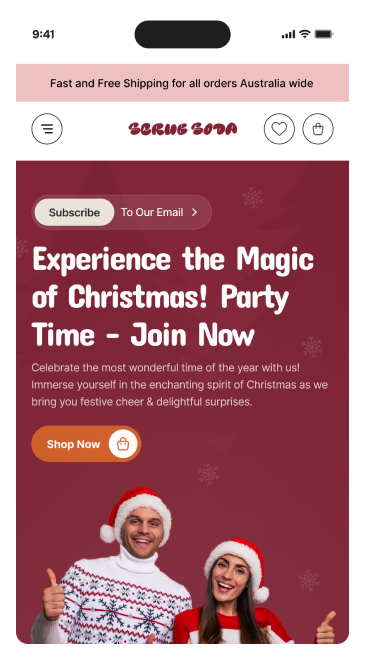 9:41
Fast and Free Shipping for all orders Australia wide
SCRUB SODA
Subscribe To Our Email
Experience the Magic
of Christmas! Party
Time - Join Now
Celebrate the most wonderful time of the year with us!
Immerse yourself in the enchanting spirit of Christmas as we
bring you festive cheer & delightful surprises.
Shop Now